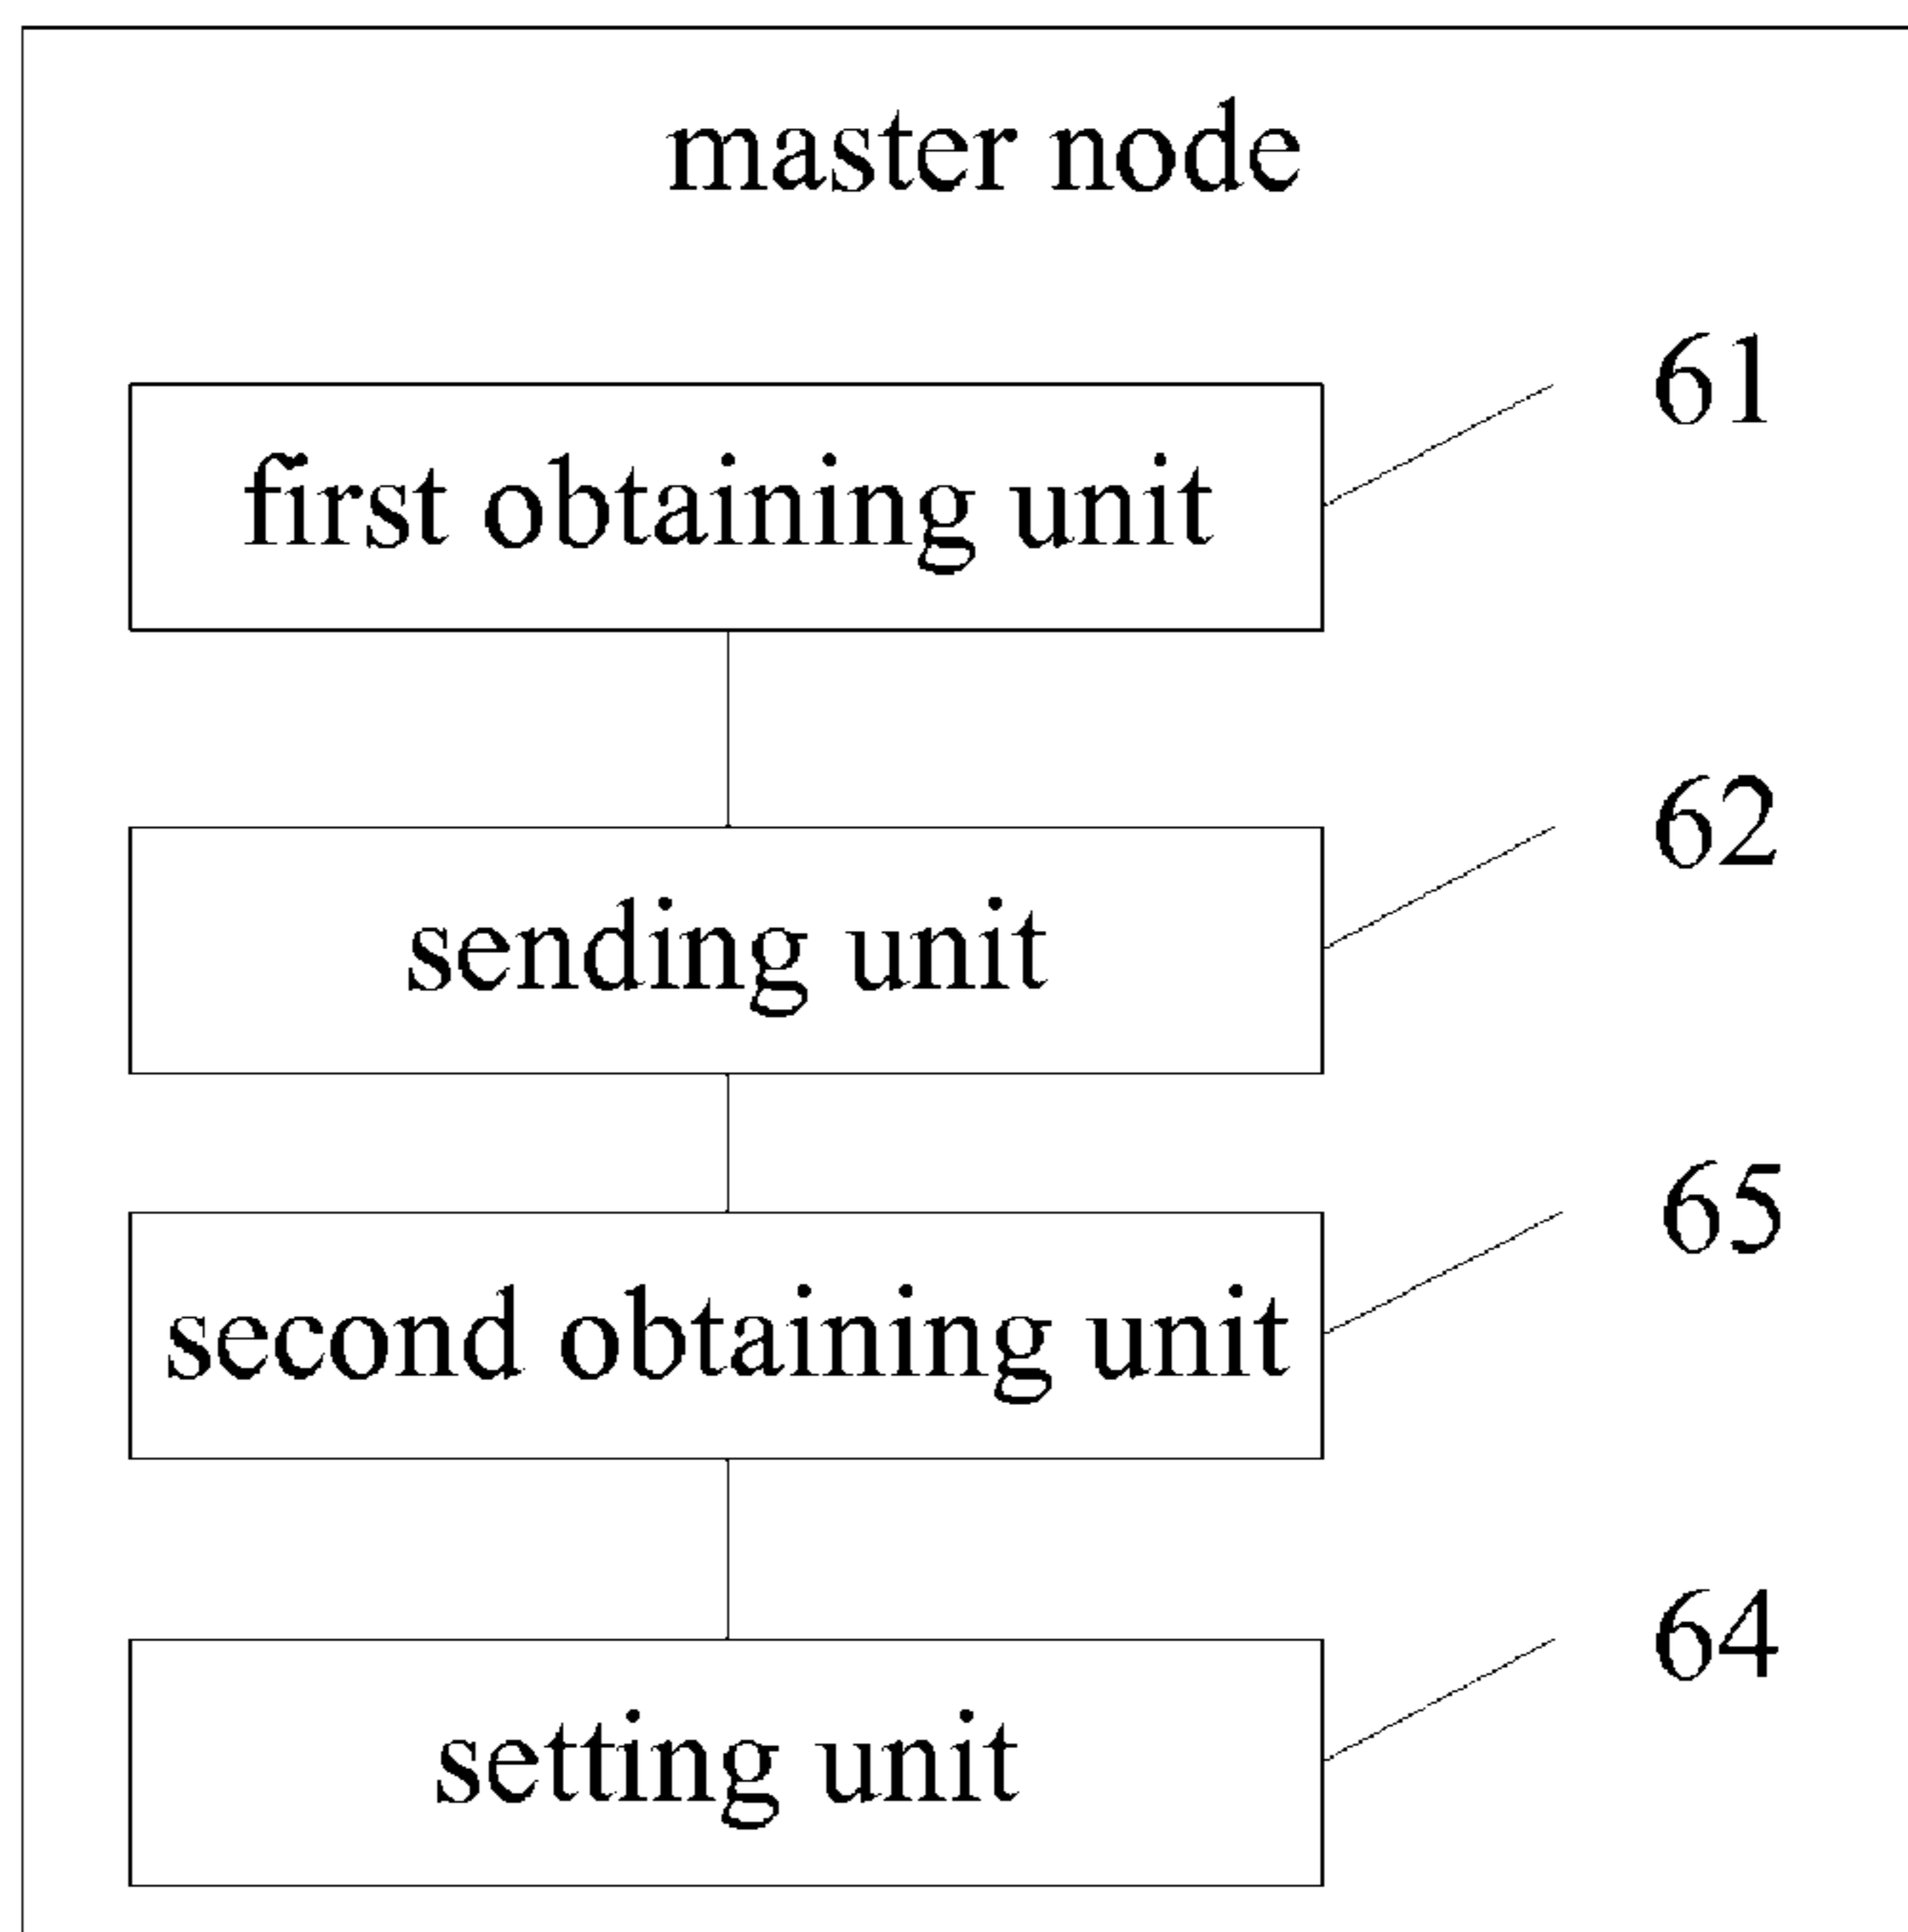 master node
61
first obtaining unit
62
sending unit
65
second obtaining unit
64
setting unit